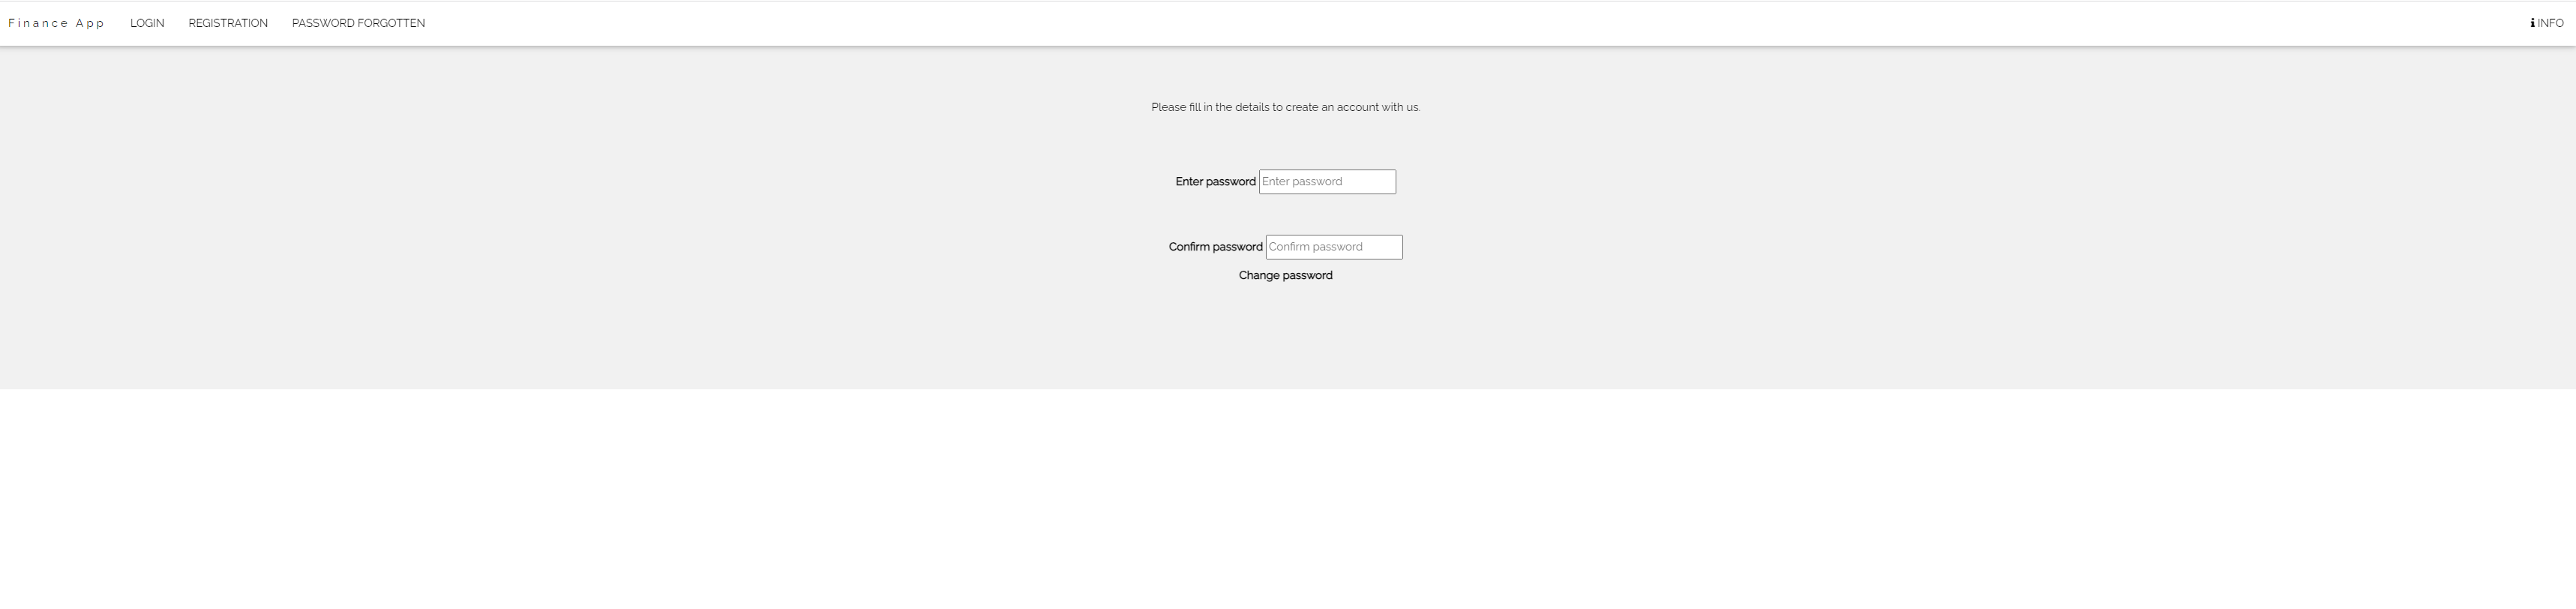 Finance App LOGIN REGISTRATION PASSWORD FORGOTTEN INFO
Please fill in the details to create an account with us.
Enter password Enter password
Confirm password Confirm password
Change password